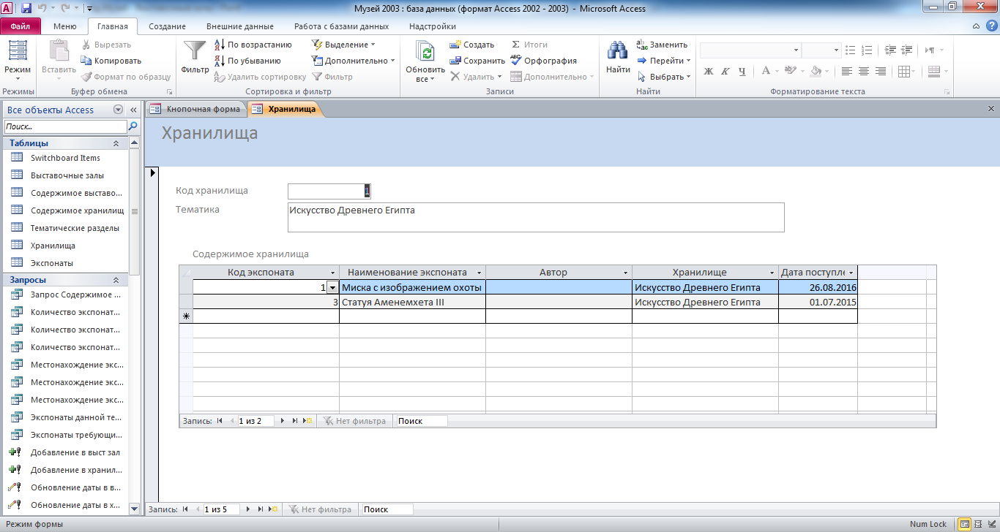 Музей 2003 : база данных (формат Access 2002 - 2003) - Microsoft Access
Файл Меню Главная Создание Внешние данные Работа с базами данных Надстройки
Режим
Режимы
Вставить
Вырезать
Копировать
Формат по образцу
Буфер обмена
Фильтр
По возрастанию
По убыванию
Удалить сортировку
Выделение
Дополнительно
Фильтр
Сортировка и фильтр
Обновить
все
Создать
Сохранить
Удалить
Итоги
Орфография
Дополнительно
Записи
Найти
Заменить
Перейти
Выбрать
Найти
Ж К Ч
Форматирование текста
Все объекты Access
Поиск...
Таблицы
Switchboard Items
Выставочные залы
Содержимое выставо...
Содержимое хранилищ
Тематические разделы
Хранилища
Экспонаты
Запросы
Запрос Содержимое ...
Количество экспонат...
Количество экспонат...
Количество экспонат...
Местонахождение экс...
Местонахождение экс...
Местонахождение экс...
Экспонаты данной те...
Экспонаты требующи...
Добавление в выст зал
Добавление в хранил...
Обновление даты в в...
Обновление даты в х...
Кнопочная форма Хранилища
Хранилища
Код хранилища 1
Тематика Искусство Древнего Египта
Содержимое хранилища
Код экспоната Наименование экспоната Автор Хранилище Дата поступле
1 Миска с изображением охоты Искусство Древнего Египта 26.08.2016
3 Статуя Аменемхета III Искусство Древнего Египта 01.07.2015
Запись: 1 из 2 Нет фильтра Поиск
Запись: 1 из 5 Нет фильтра Поиск
Режим формы Num Lock